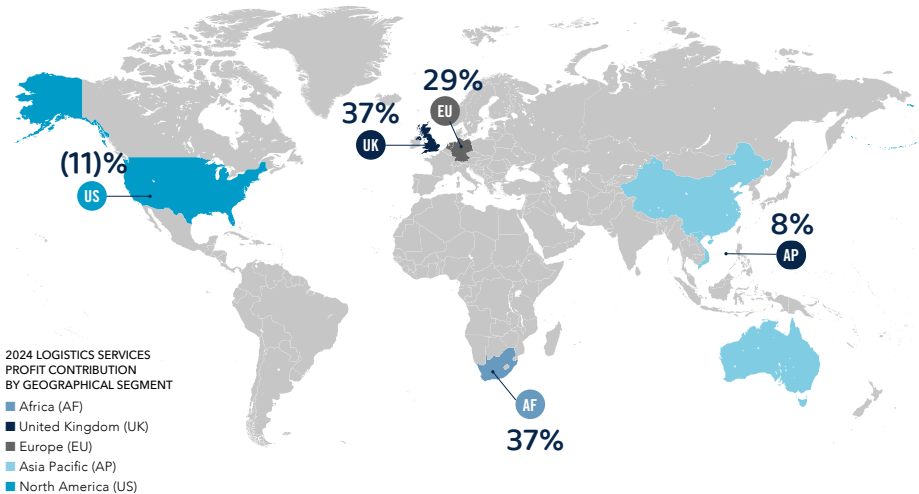 29%
EU
37%
UK
(11)%
US
8%
AP
2024 LOGISTICS SERVICES
PROFIT CONTRIBUTION
BY GEOGRAPHICAL SEGMENT
Africa (AF)
United Kingdom (UK)
Europe (EU)
Asia Pacific (AP)
North America (US)
AF
37%